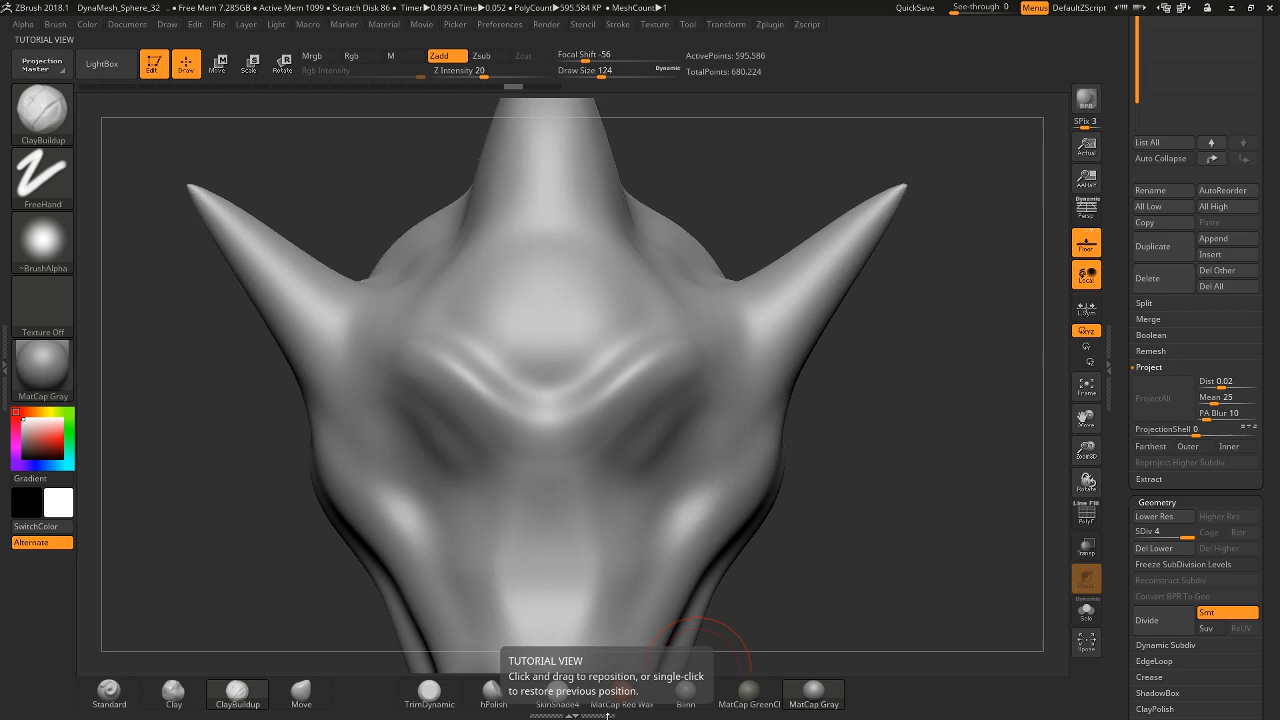 ZBrush 2018.1 DynaMesh_Sphere_32 • Free Mem 7.285GB • Active Mem 1099 • Scratch Disk 86 • Timer▶0.899 ATime▶0.052 • PolyCount▶595.584 KP • MeshCount▶1 QuickSave See-through 0 Menus DefaultZScript
Alpha Brush Color Document Draw Edit File Layer Light Macro Marker Material Movie Picker Preferences Render Stencil Stroke Texture Tool Transform Zplugin Zscript
TUTORIAL VIEW
Projection Master
LightBox
Edit
Draw
Move
Scale
Rotate
Mrgb Rgb M
Rgb Intensity
Zadd Zsub Zcut
Z Intensity 20
Focal Shift -56
Draw Size 124
Dynamic
ActivePoints: 595,586
TotalPoints: 680,224
ClayBuildup
FreeHand
~BrushAlpha
Texture Off
MatCap Gray
Gradient
SwitchColor
Alternate
BPR
SPix 3
Actual
AAHalf
Dynamic
Persp
Floor
Local
L.Sym
XYZ
Frame
Move
Zoom3D
Rotate
Line Fill
PolyF
Transp
Ghost
Dynamic
Solo
Xpose
List All
Auto Collapse
Rename AutoReorder
All Low All High
Copy Paste
Duplicate Append
Insert
Delete Del Other
Del All
Split
Merge
Boolean
Remesh
Project
ProjectAll
Dist 0.02
Mean 25
PA Blur 10
ProjectionShell 0
Farthest Outer Inner
Reproject Higher Subdiv
Extract
Geometry
Lower Res Higher Res
SDiv 4 Cage Rstr
Del Lower Del Higher
Freeze SubDivision Levels
Reconstruct Subdiv
Convert BPR To Geo
Divide Smt
Suv ReUV
Dynamic Subdiv
EdgeLoop
Crease
ShadowBox
ClayPolish
TUTORIAL VIEW
Click and drag to reposition, or single-click
to restore previous position.
Standard Clay ClayBuildup Move TrimDynamic hPolish SkinShade4 MatCap Red Wax Blinn MatCap GreenCl MatCap Gray